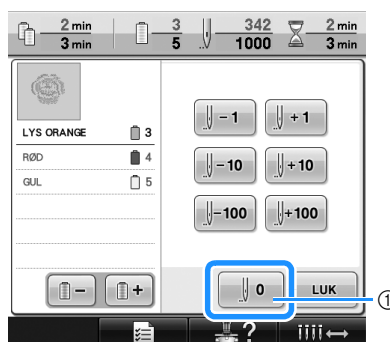 2 min 3 342 2 min
3 min 5 1000 3 min
LYS ORANGE 3
RØD 4
GUL 5
-1 +1
-10 +10
-100 +100
- + 0 LUK
①
?